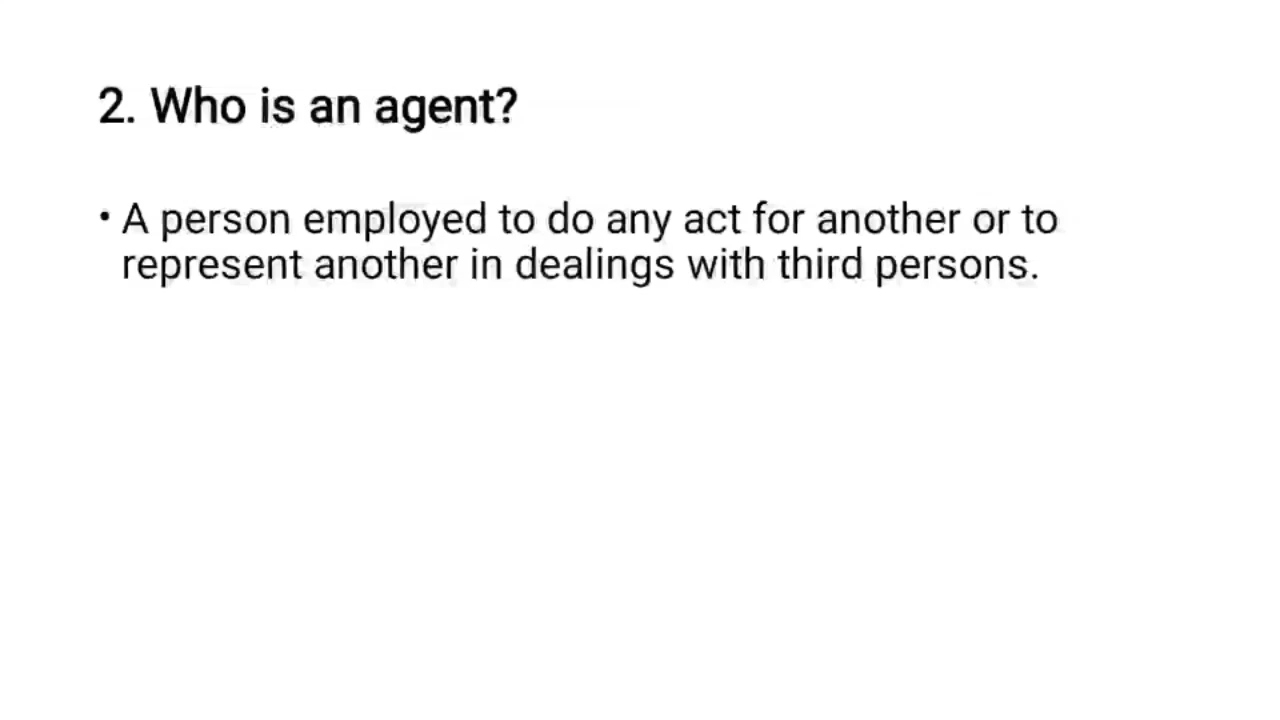 2. Who is an agent?
• A person employed to do any act for another or to
represent another in dealings with third persons.